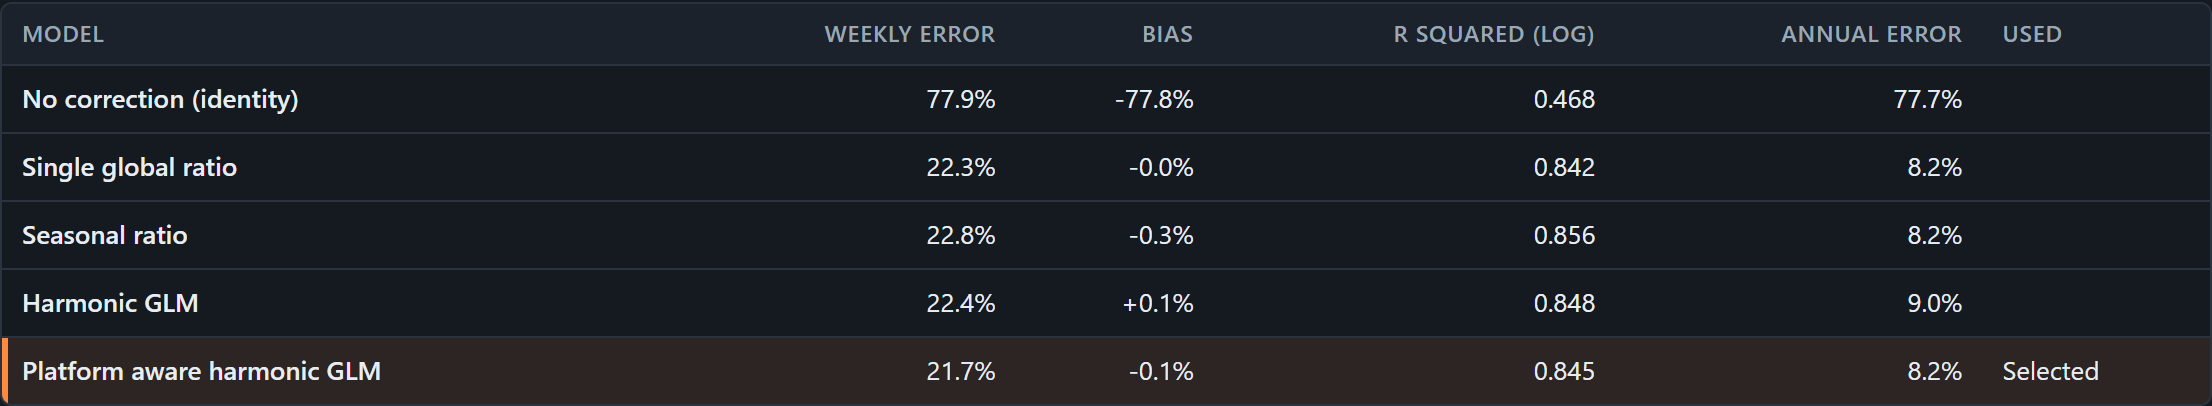 MODEL WEEKLY ERROR BIAS R SQUARED (LOG) ANNUAL ERROR USED
No correction (identity) 77.9% -77.8% 0.468 77.7%
Single global ratio 22.3% -0.0% 0.842 8.2%
Seasonal ratio 22.8% -0.3% 0.856 8.2%
Harmonic GLM 22.4% +0.1% 0.848 9.0%
Platform aware harmonic GLM 21.7% -0.1% 0.845 8.2% Selected